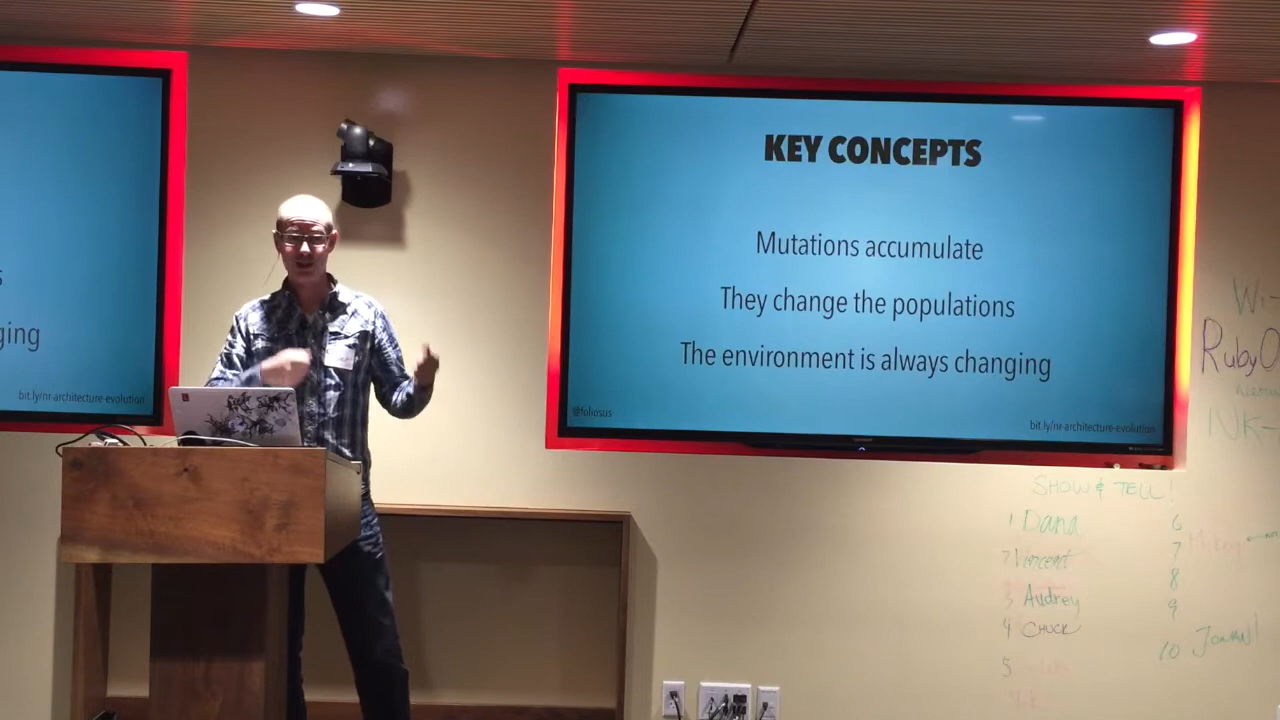 ging
bit.ly/nr-architecture-evolution
KEY CONCEPTS
Mutations accumulate
They change the populations
The environment is always changing
@foliosus
bit.ly/nr-architecture-evolution
RubyO
NK-
SHOW & TELL!
1 Dana
2 Vincent
3 Audrey
4 CHUCK
5
6
7
8
9
10